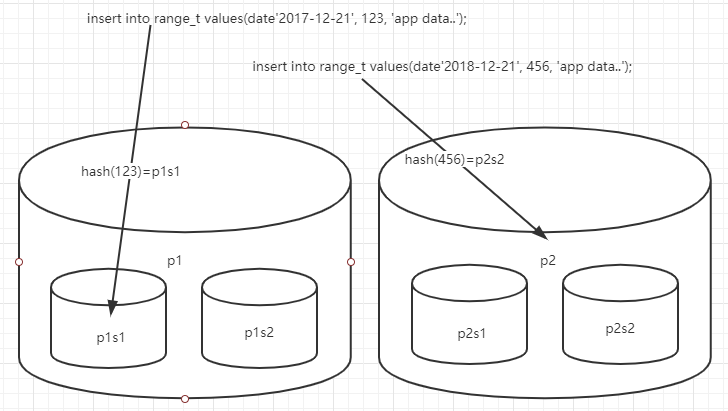 insert into range_t values(date'2017-12-21', 123, 'app data..');
insert into range_t values(date'2018-12-21', 456, 'app data..');
hash(123)=p1s1
hash(456)=p2s2
p1
p2
p1s1
p1s2
p2s1
p2s2